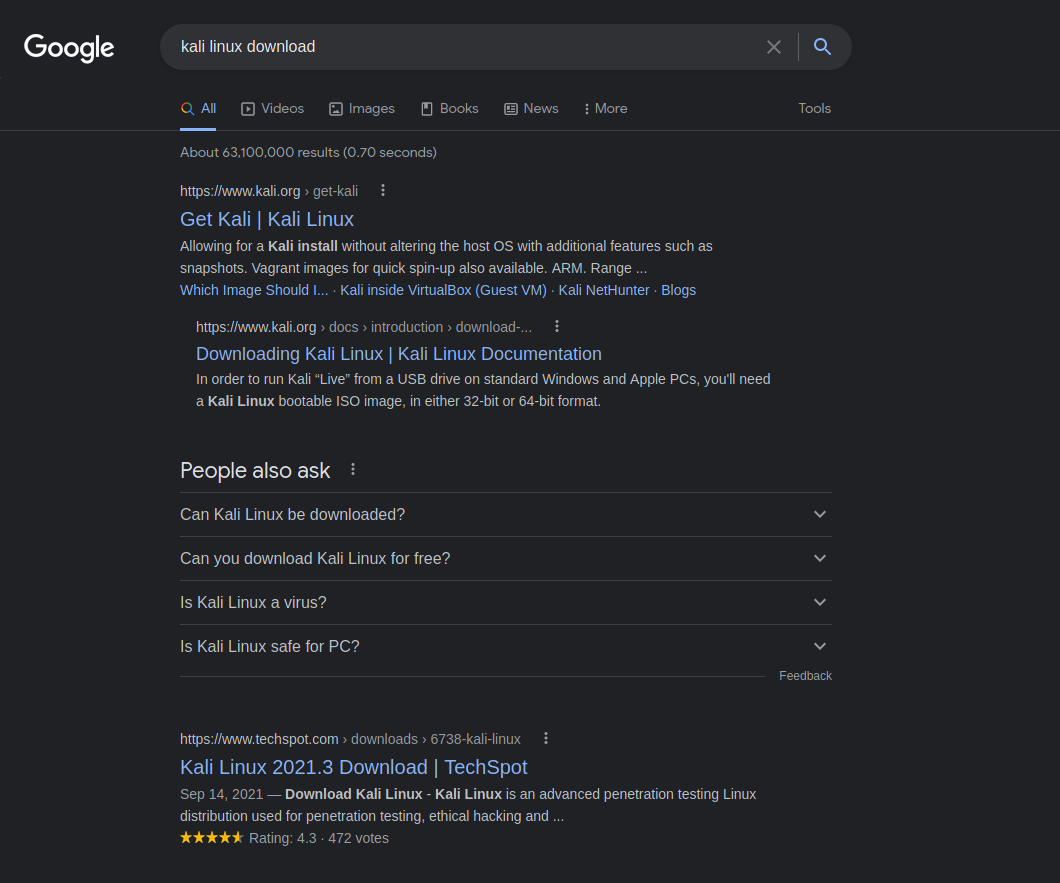 Google
kali linux download
All Videos Images Books News More Tools
About 63,100,000 results (0.70 seconds)
https://www.kali.org › get-kali
Get Kali | Kali Linux
Allowing for a Kali install without altering the host OS with additional features such as
snapshots. Vagrant images for quick spin-up also available. ARM. Range ...
Which Image Should I... · Kali inside VirtualBox (Guest VM) · Kali NetHunter · Blogs
https://www.kali.org › docs › introduction › download-...
Downloading Kali Linux | Kali Linux Documentation
In order to run Kali “Live” from a USB drive on standard Windows and Apple PCs, you'll need
a Kali Linux bootable ISO image, in either 32-bit or 64-bit format.
People also ask
Can Kali Linux be downloaded?
Can you download Kali Linux for free?
Is Kali Linux a virus?
Is Kali Linux safe for PC?
Feedback
https://www.techspot.com › downloads › 6738-kali-linux
Kali Linux 2021.3 Download | TechSpot
Sep 14, 2021 — Download Kali Linux - Kali Linux is an advanced penetration testing Linux
distribution used for penetration testing, ethical hacking and ...
Rating: 4.3 · 472 votes